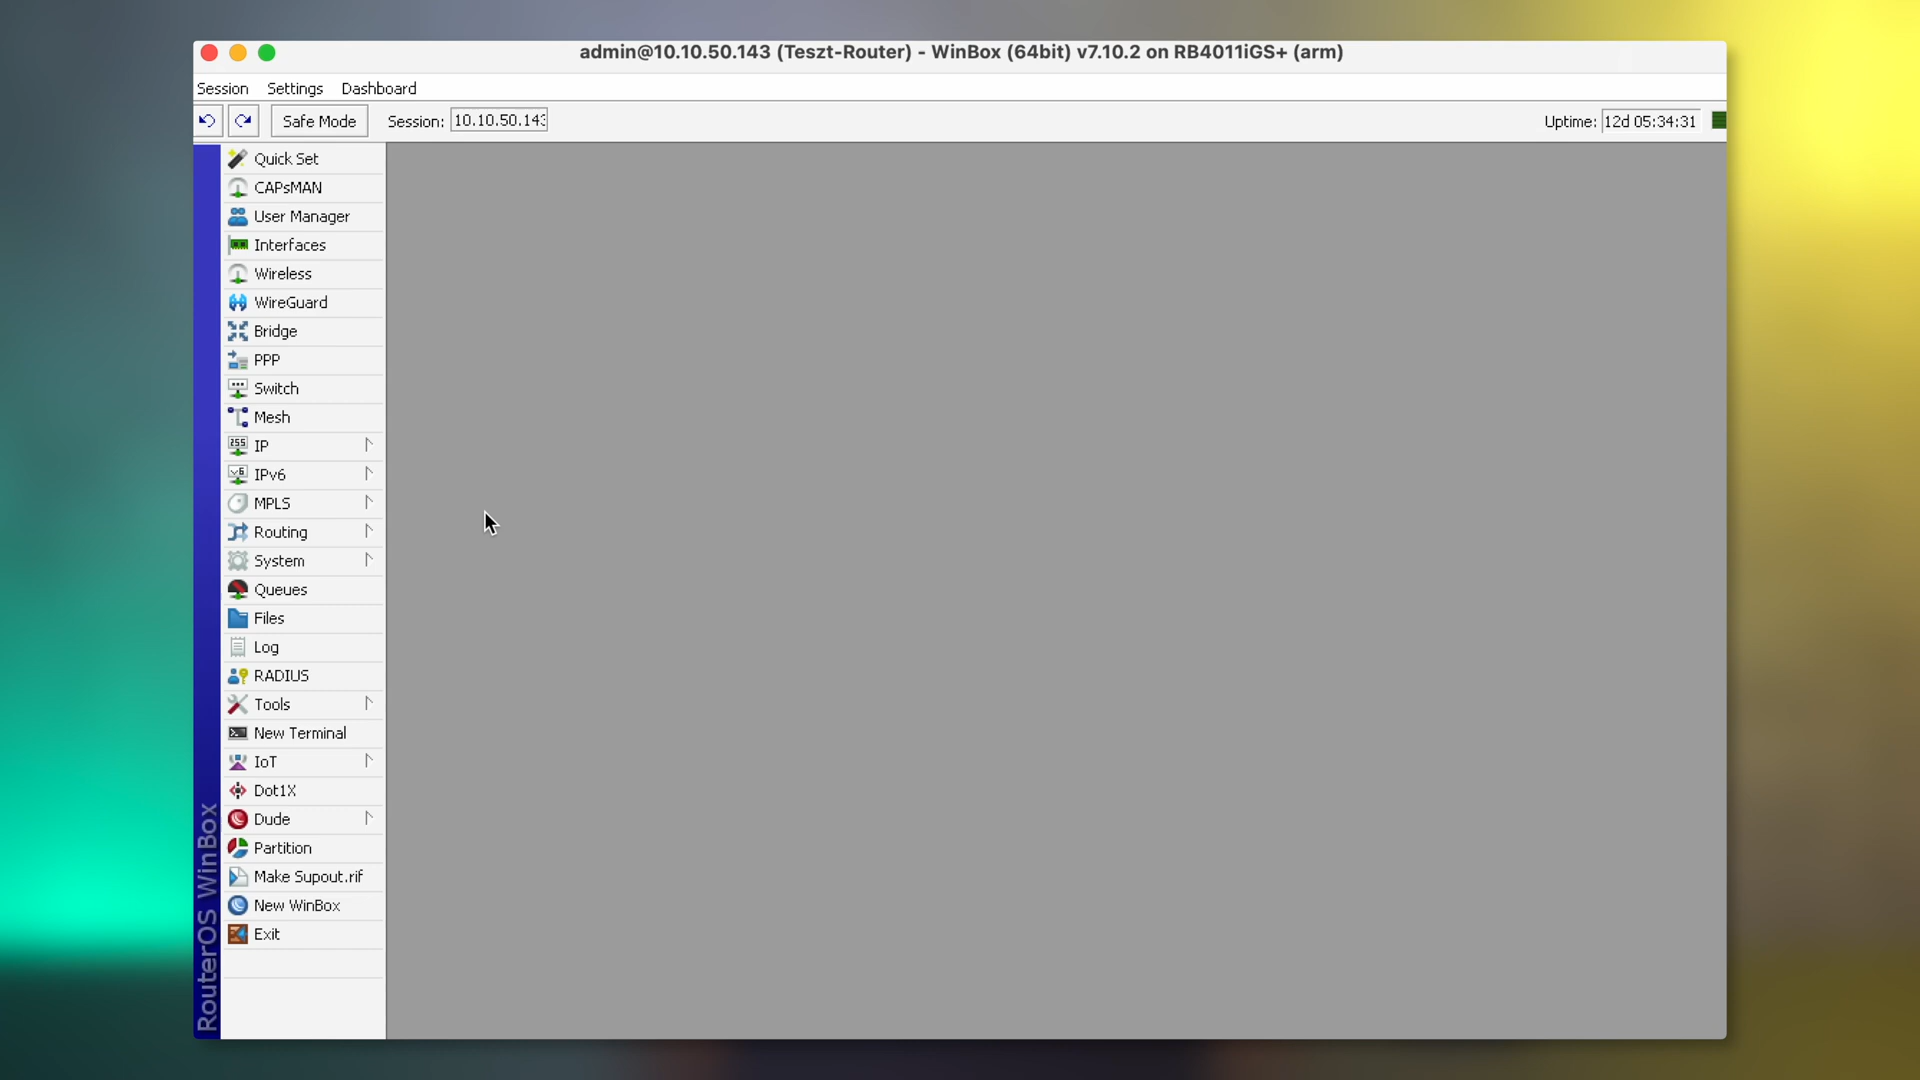 admin@10.10.50.143 (Teszt-Router) - WinBox (64bit) v7.10.2 on RB4011iGS+ (arm)
Session Settings Dashboard
Safe Mode Session: 10.10.50.143 Uptime: 12d 05:34:31
Quick Set
CAPsMAN
User Manager
Interfaces
Wireless
WireGuard
Bridge
PPP
Switch
Mesh
255 IP
v6 IPv6
MPLS
Routing
System
Queues
Files
Log
RADIUS
Tools
New Terminal
IoT
Dot1X
Dude
Partition
Make Supout.rif
New WinBox
Exit
RouterOS WinBox